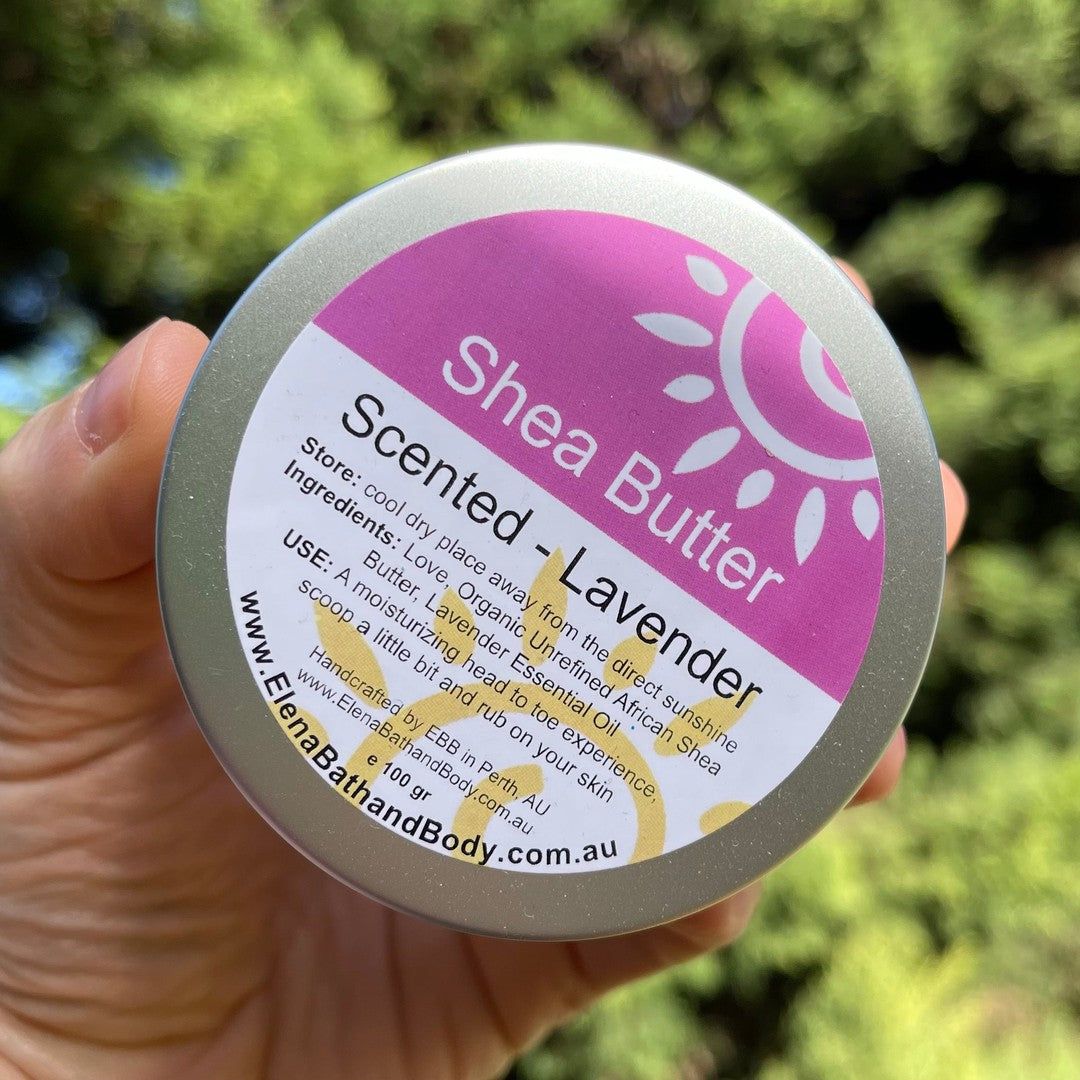 Shea Butter
Scented - Lavender
Store: cool dry place away from the direct sunshine
Ingredients: Love, Organic Unrefined African Shea
Butter, Lavender Essential Oil
USE: A moisturizing head to toe experience,
scoop a little bit and rub on your skin
Handcrafted by EBB in Perth, AU
www.ElenaBathandBody.com.au
e 100 gr
www.ElenaBathandBody.com.au